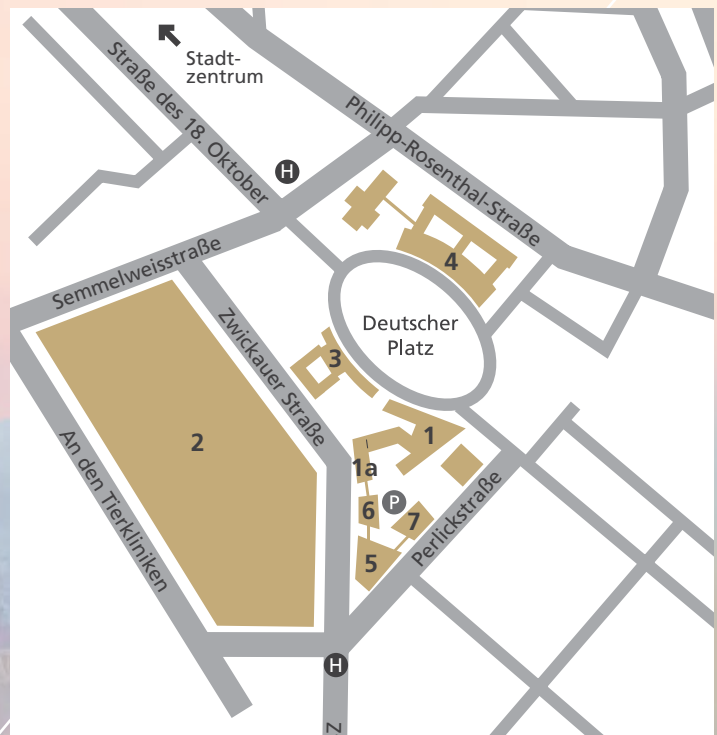 Stadt-
zentrum
Straße des 18. Oktober
Philipp-Rosenthal-Straße
H
Semmelweisstraße
4
Deutscher
Platz
Zwickauer Straße
3
2
1
1a
An den Tierkliniken
P
6
7
Perlickstraße
5
H
Z